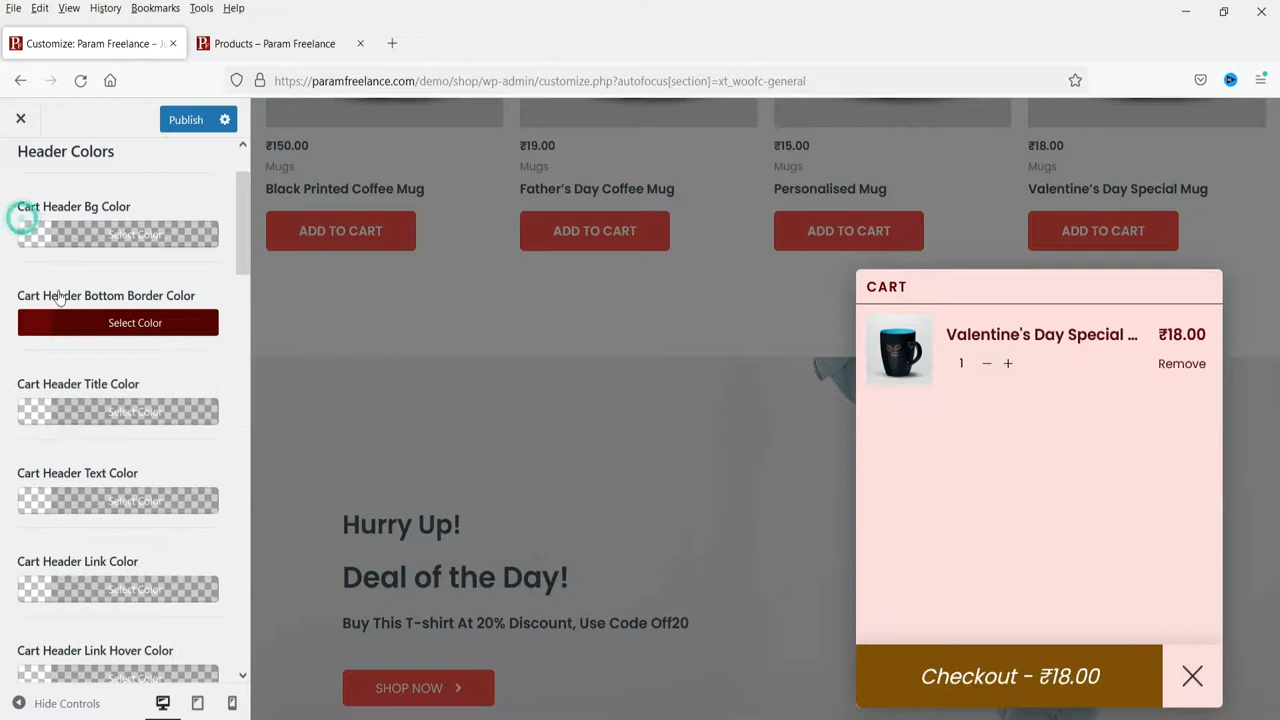 File Edit View History Bookmarks Tools Help
Customize: Param Freelance – Ju
Products – Param Freelance
https://paramfreelance.com/demo/shop/wp-admin/customize.php?autofocus[section]=xt_woofc-general
Publish
Header Colors
Cart Header Bg Color
Select Color
Cart Header Bottom Border Color
Select Color
Cart Header Title Color
Select Color
Cart Header Text Color
Select Color
Cart Header Link Color
Select Color
Cart Header Link Hover Color
Select Color
Hide Controls
₹150.00 ₹19.00 ₹15.00 ₹18.00
Mugs Mugs Mugs Mugs
Black Printed Coffee Mug Father's Day Coffee Mug Personalised Mug Valentine's Day Special Mug
ADD TO CART ADD TO CART ADD TO CART ADD TO CART
Hurry Up!
Deal of the Day!
Buy This T-shirt At 20% Discount, Use Code Off20
SHOP NOW
CART
Valentine's Day Special ... ₹18.00
1 − + Remove
Checkout - ₹18.00